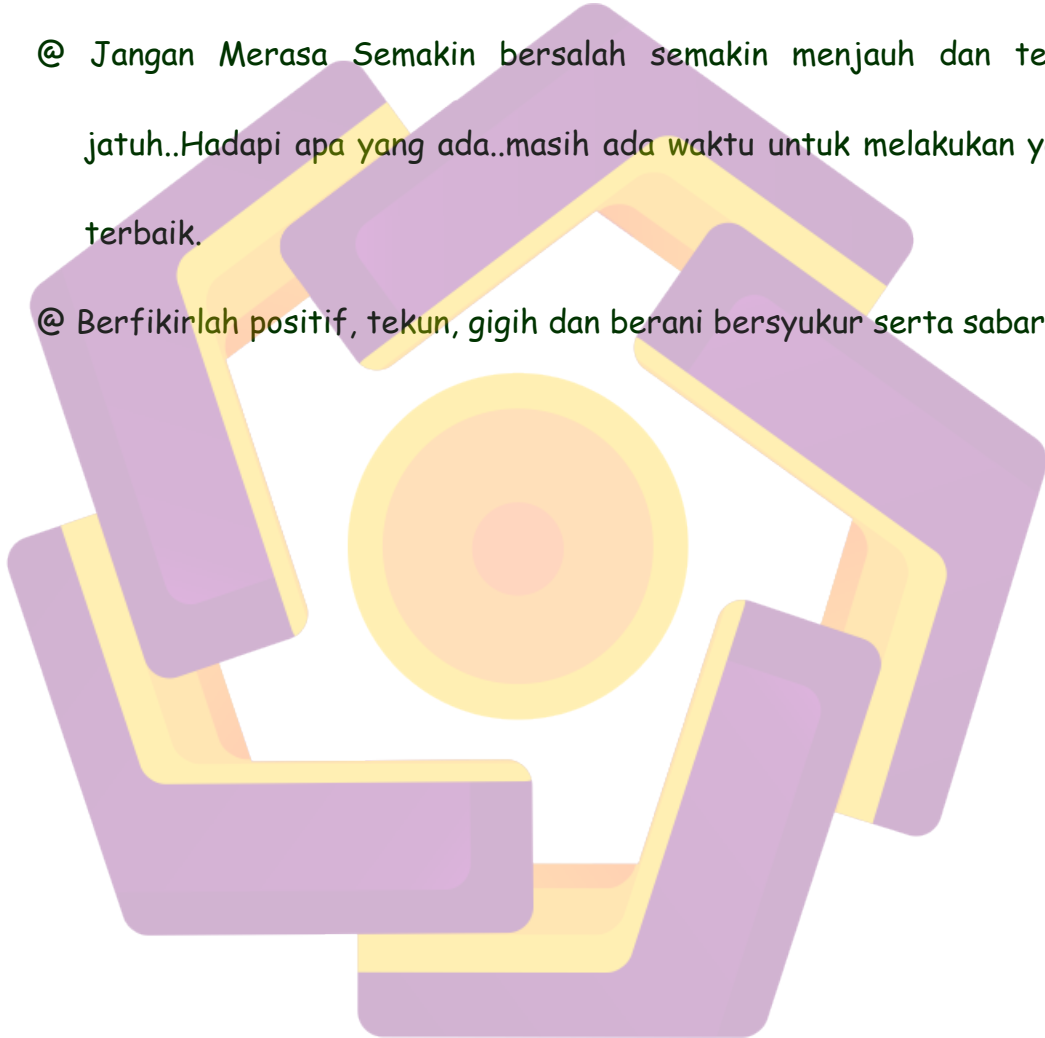 @ Jangan Merasa Semakin bersalah semakin menjauh dan te
jatuh..Hadapi apa yang ada..masih ada waktu untuk melakukan y
terbaik.
@ Berfikirlah positif, tekun, gigih dan berani bersyukur serta sabar